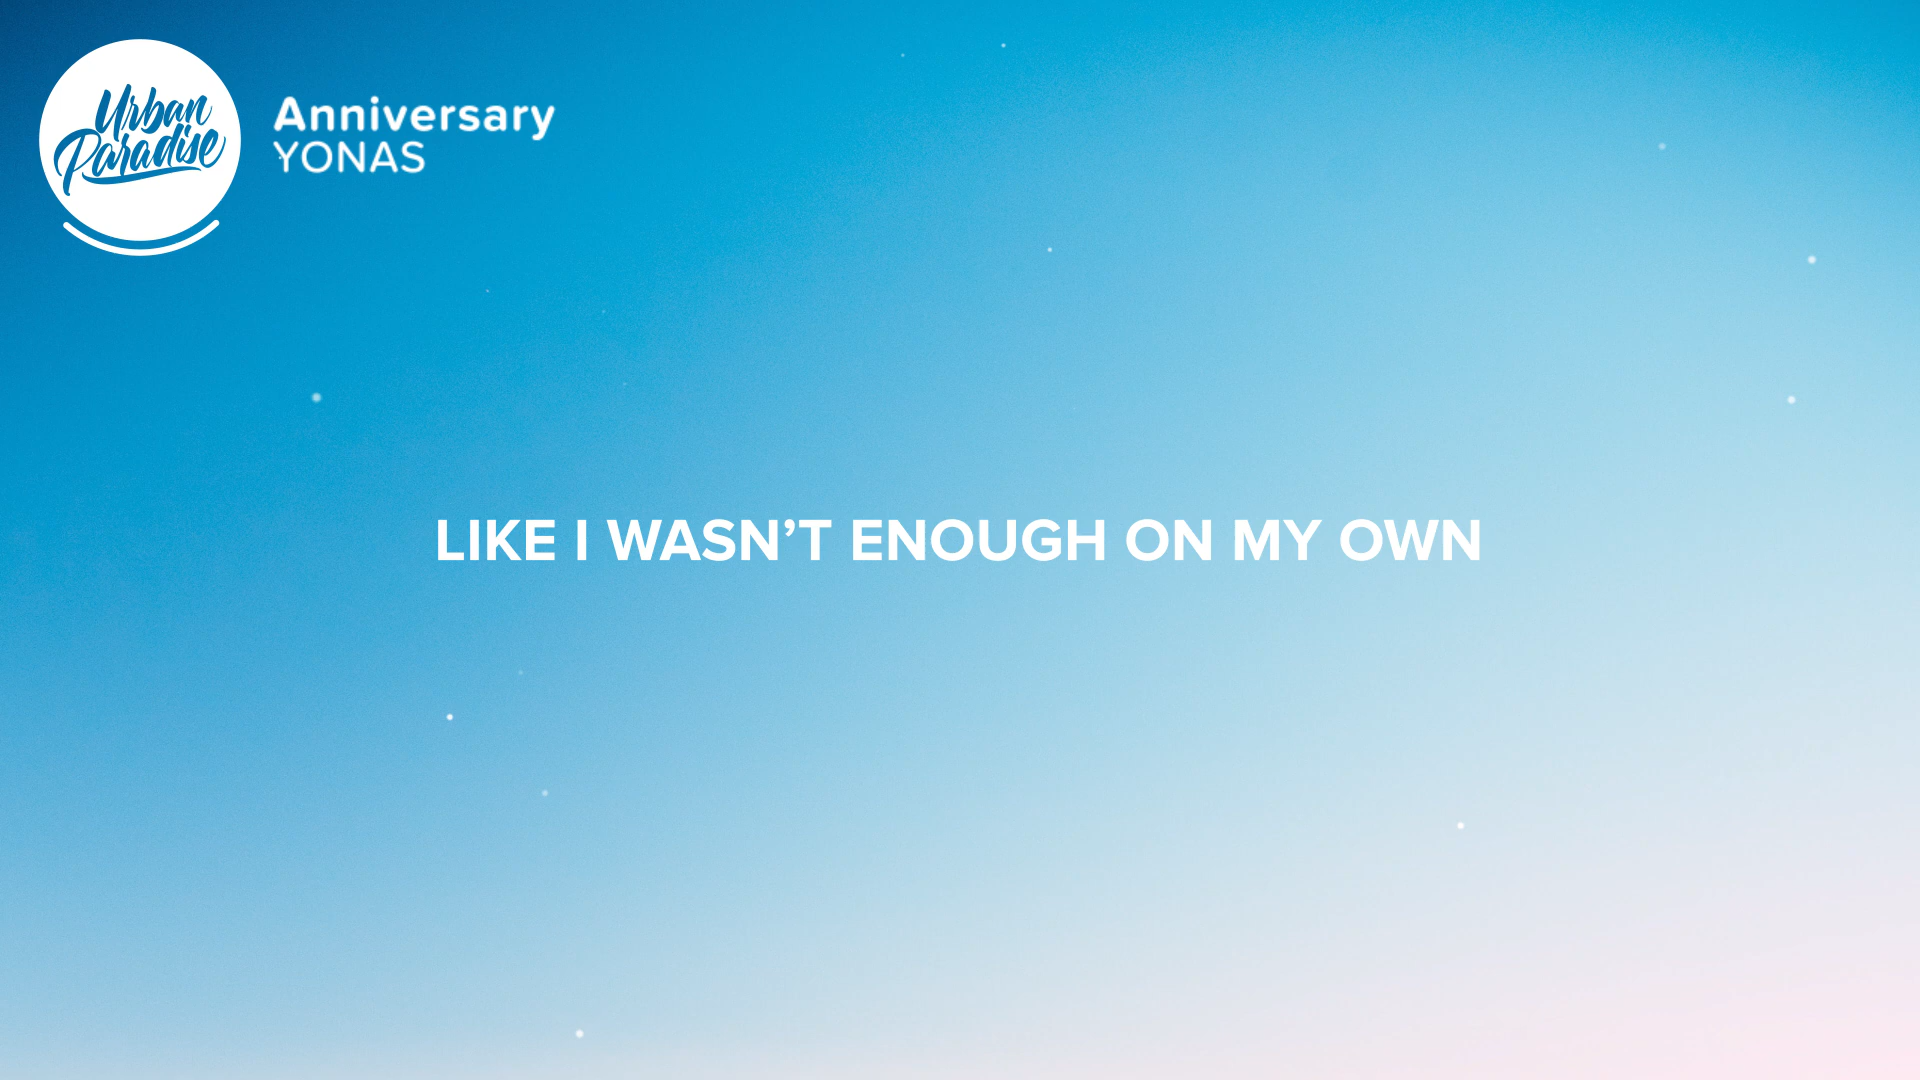 Urban
Paradise
Anniversary
YONAS
LIKE I WASN’T ENOUGH ON MY OWN